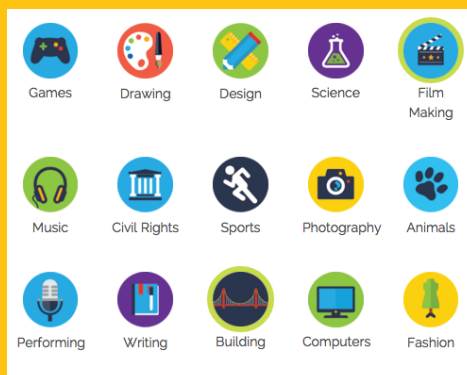 Games
Drawing
Design
Science
Film
Making
Music
Civil Rights
Sports
Photography
Animals
Performing
Writing
Building
Computers
Fashion